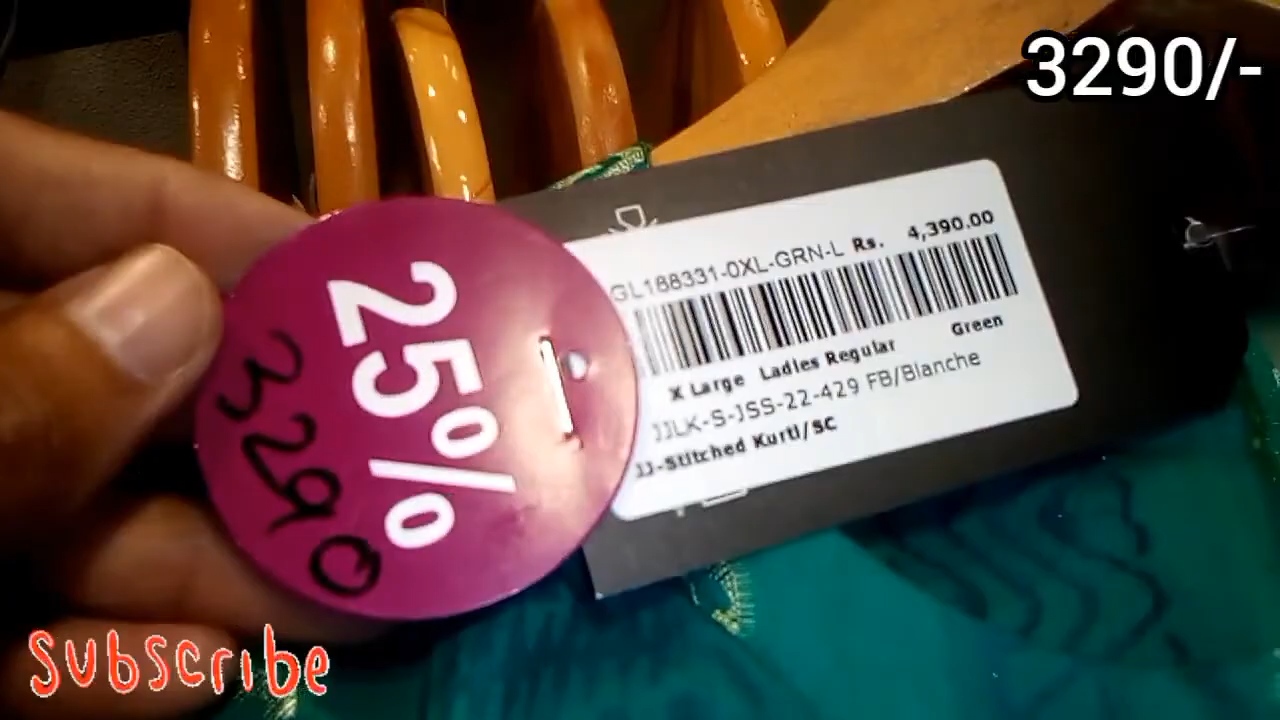 3290/-
25%
3290
GL188331-0XL-GRN-L Rs. 4,390.00
Green
X Large Ladies Regular
JJLK-S-JSS-22-429 FB/Blanche
JJ-Stitched Kurti/SC
subscribe